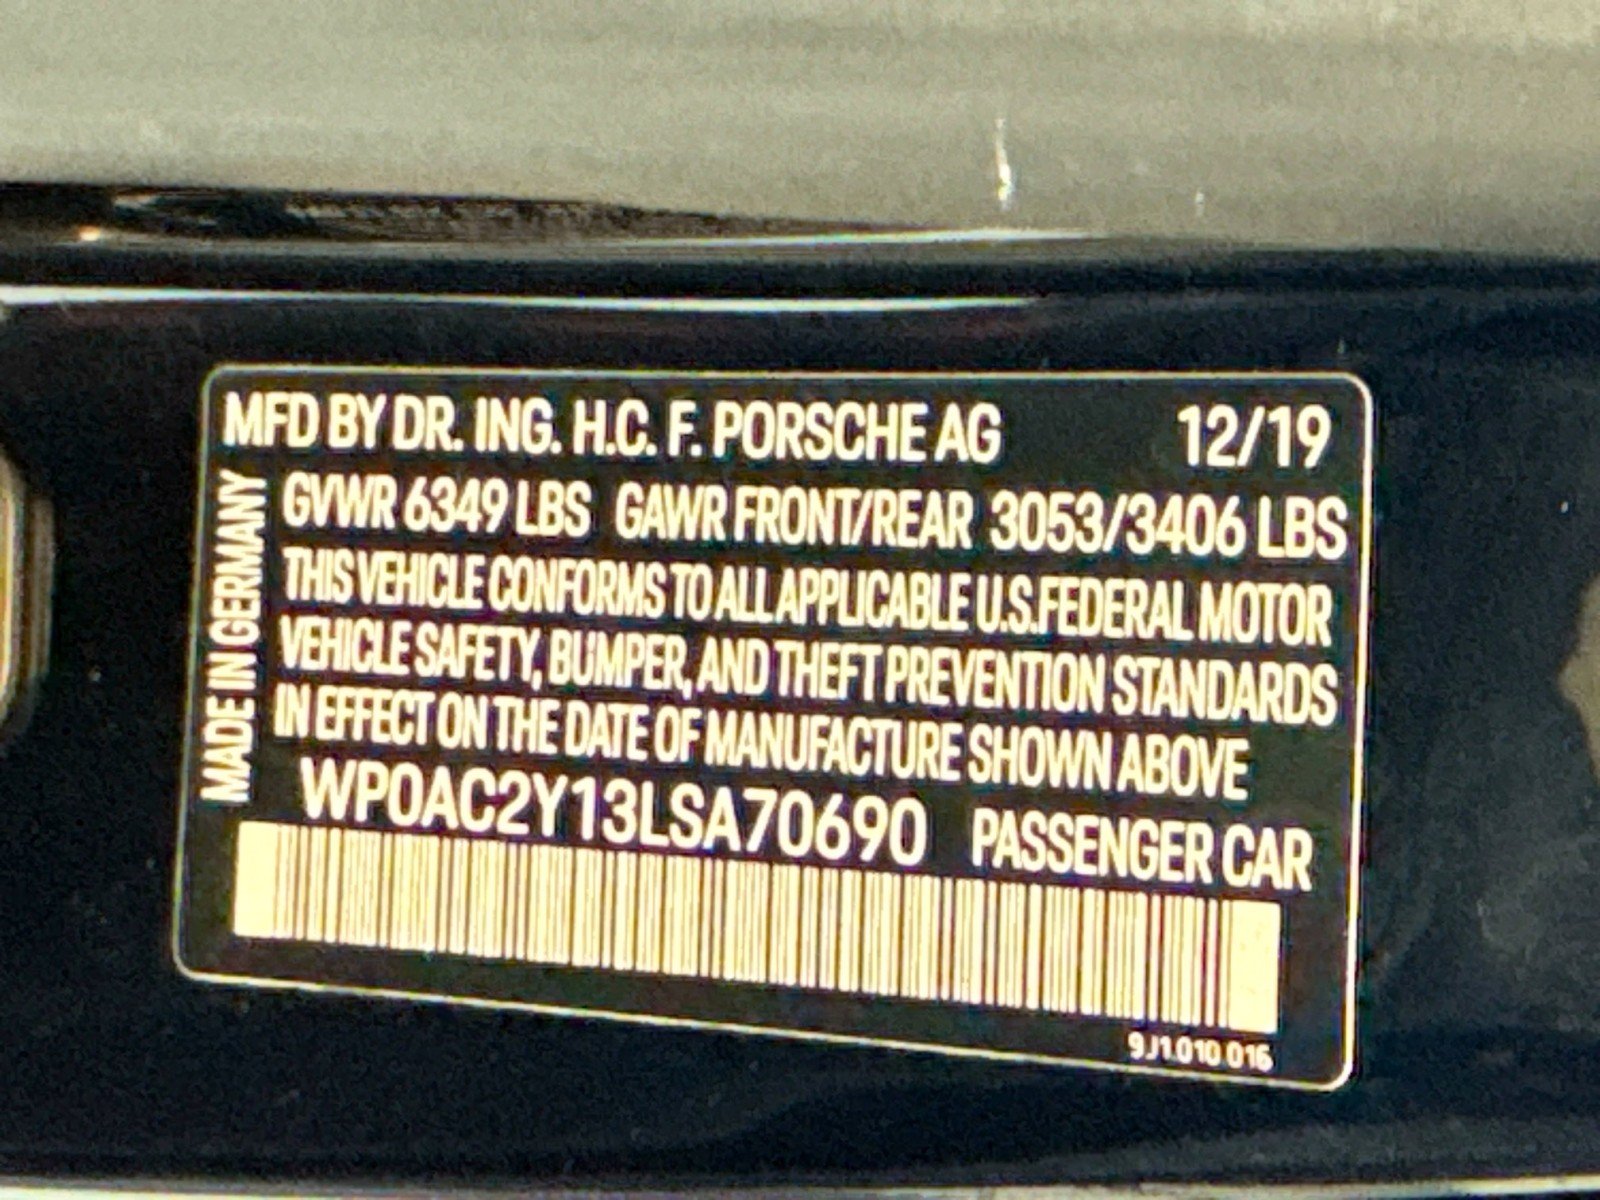 MFD BY DR. ING. H.C. F. PORSCHE AG 12/19
GVWR 6349 LBS GAWR FRONT/REAR 3053/3406 LBS
THIS VEHICLE CONFORMS TO ALL APPLICABLE U.S.FEDERAL MOTOR
VEHICLE SAFETY, BUMPER, AND THEFT PREVENTION STANDARDS
IN EFFECT ON THE DATE OF MANUFACTURE SHOWN ABOVE
WP0AC2Y13LSA70690 PASSENGER CAR
9J1.010.016
MADE IN GERMANY